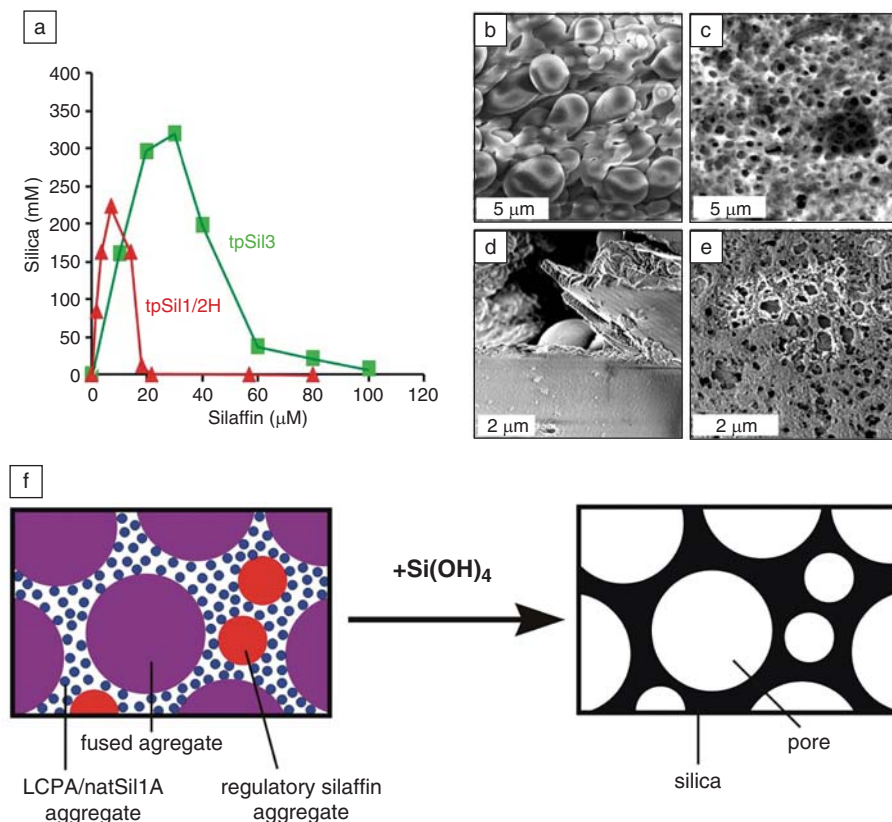 a
400
350
300
250
200
150
100
50
0
Silica (mM)
tpSil3
tpSil1/2H
0 20 40 60 80 100 120
Silaffin (μM)
b
5 μm
c
5 μm
d
2 μm
e
2 μm
f
+Si(OH)4
fused agregate
LCPA/natSil1A
aggregate
regulatory silaffin
aggregate
pore
silica